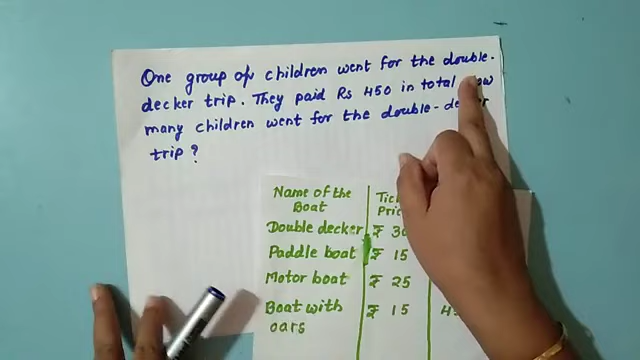 One group of children went for the double-
decker trip. They paid Rs 450 in total
many children went for the double-
trip?
Name of the
Boat
Double decker ₹ 30
Paddle boat ₹ 15
Motor boat ₹ 25
Boat with ₹ 15
oars